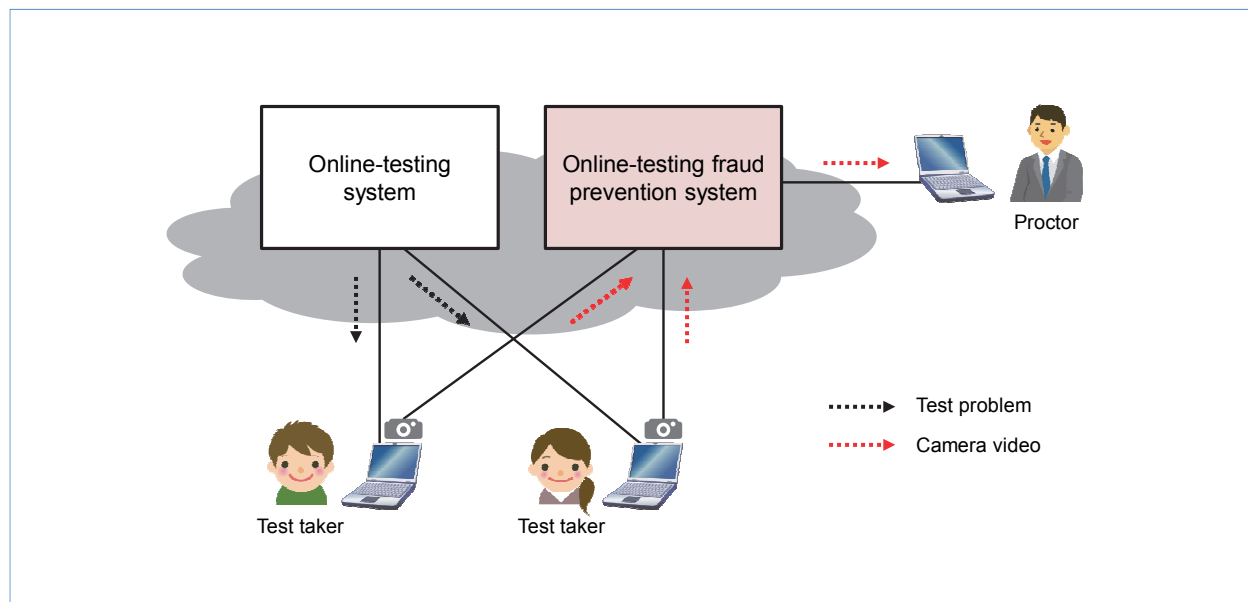 Online-testing
system
Online-testing fraud
prevention system
Proctor
Test problem
Camera video
Test taker
Test taker